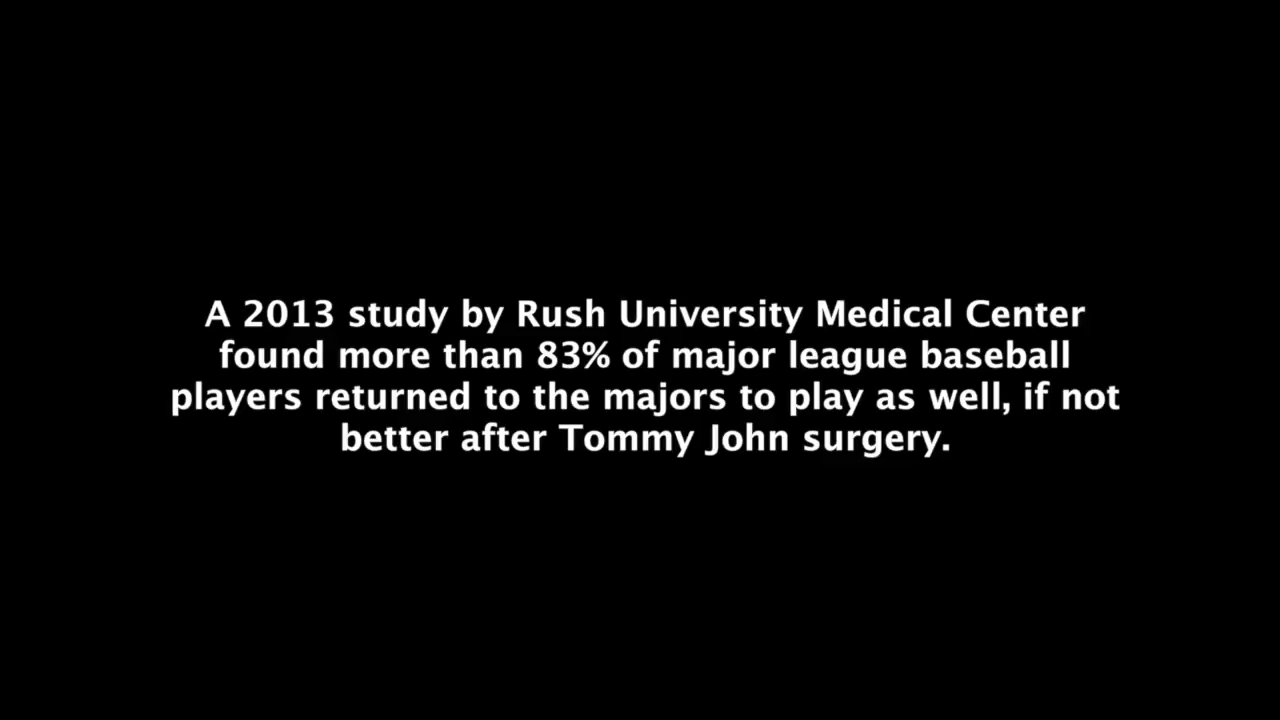 A 2013 study by Rush University Medical Center
found more than 83% of major league baseball
players returned to the majors to play as well, if not
better after Tommy John surgery.